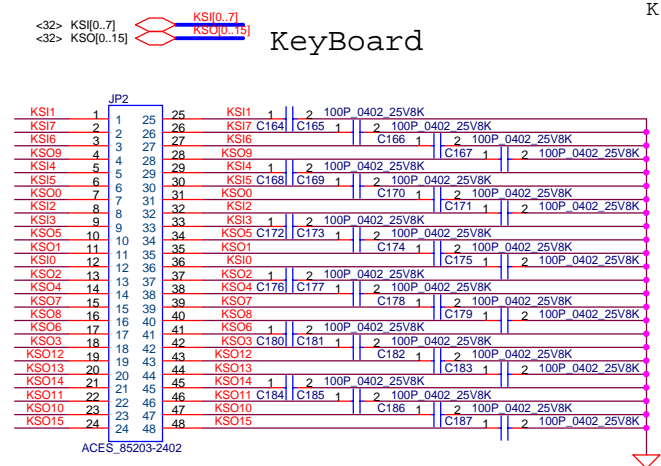 K
<32> KSI[0..7] KSI[0..7]
<32> KSO[0..15] KSO[0..15]
KeyBoard
JP2
KSI1 1 1 25 25 KSI1 1 2 100P_0402_25V8K
KSI7 2 2 26 26 KSI7 C164 C165 1 2 100P_0402_25V8K
KSI6 3 3 27 27 KSI6 C166 1 2 100P_0402_25V8K
KSO9 4 4 28 28 KSO9 C167 1 2 100P_0402_25V8K
KSI4 5 5 29 29 KSI4 1 2 100P_0402_25V8K
KSI5 6 6 30 30 KSI5 C168 C169 1 2 100P_0402_25V8K
KSO0 7 7 31 31 KSO0 C170 1 2 100P_0402_25V8K
KSI2 8 8 32 32 KSI2 C171 1 2 100P_0402_25V8K
KSI3 9 9 33 33 KSI3 1 2 100P_0402_25V8K
KSO5 10 10 34 34 KSO5 C172 C173 1 2 100P_0402_25V8K
KSO1 11 11 35 35 KSO1 C174 1 2 100P_0402_25V8K
KSI0 12 12 36 36 KSI0 C175 1 2 100P_0402_25V8K
KSO2 13 13 37 37 KSO2 1 2 100P_0402_25V8K
KSO4 14 14 38 38 KSO4 C176 C177 1 2 100P_0402_25V8K
KSO7 15 15 39 39 KSO7 C178 1 2 100P_0402_25V8K
KSO8 16 16 40 40 KSO8 C179 1 2 100P_0402_25V8K
KSO6 17 17 41 41 KSO6 1 2 100P_0402_25V8K
KSO3 18 18 42 42 KSO3 C180 C181 1 2 100P_0402_25V8K
KSO12 19 19 43 43 KSO12 C182 1 2 100P_0402_25V8K
KSO13 20 20 44 44 KSO13 C183 1 2 100P_0402_25V8K
KSO14 21 21 45 45 KSO14 1 2 100P_0402_25V8K
KSO11 22 22 46 46 KSO11 C184 C185 1 2 100P_0402_25V8K
KSO10 23 23 47 47 KSO10 C186 1 2 100P_0402_25V8K
KSO15 24 24 48 48 KSO15 C187 1 2 100P_0402_25V8K
ACES_85203-2402